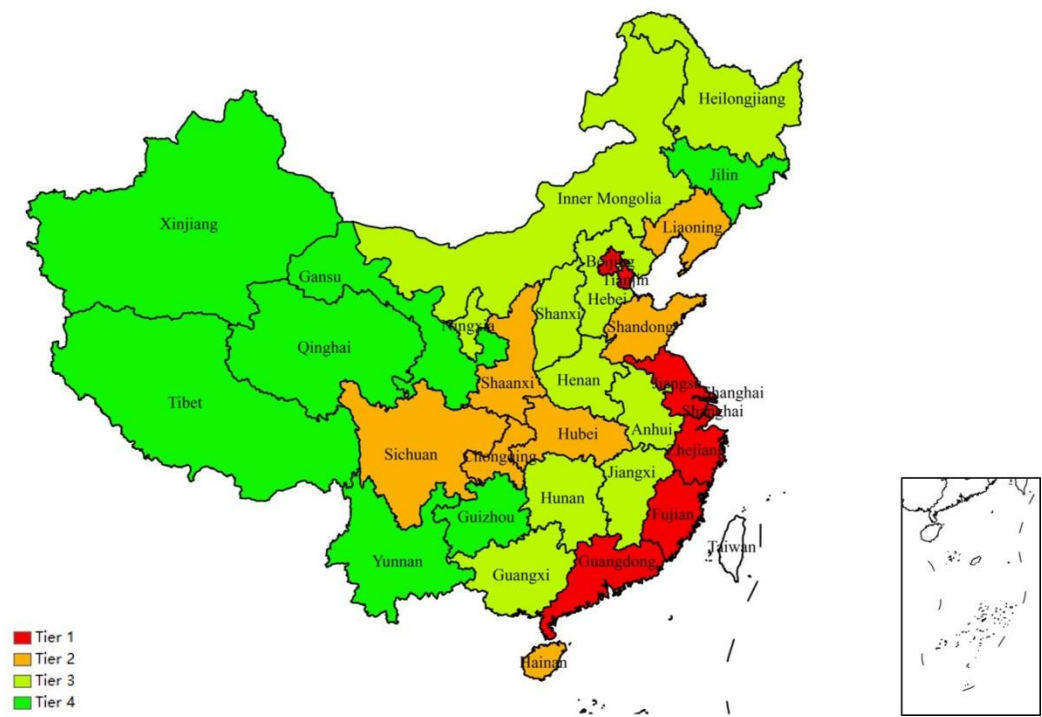 Heilongjiang
Jilin
Inner Mongolia
Xinjiang
Liaoning
Beijing
Gansu
Tianjin
Hebei
Shanxi
Ningxia
Shandong
Qinghai
Henan
Shaanxi
Jiangsu
Shanghai
Tibet
Shanghai
Anhui
Hubei
Sichuan
Chongqing
Zhejiang
Jiangxi
Hunan
Guizhou
Fujian
Taiwan
Yunnan
Guangdong
Guangxi
Hainan
Tier 1
Tier 2
Tier 3
Tier 4